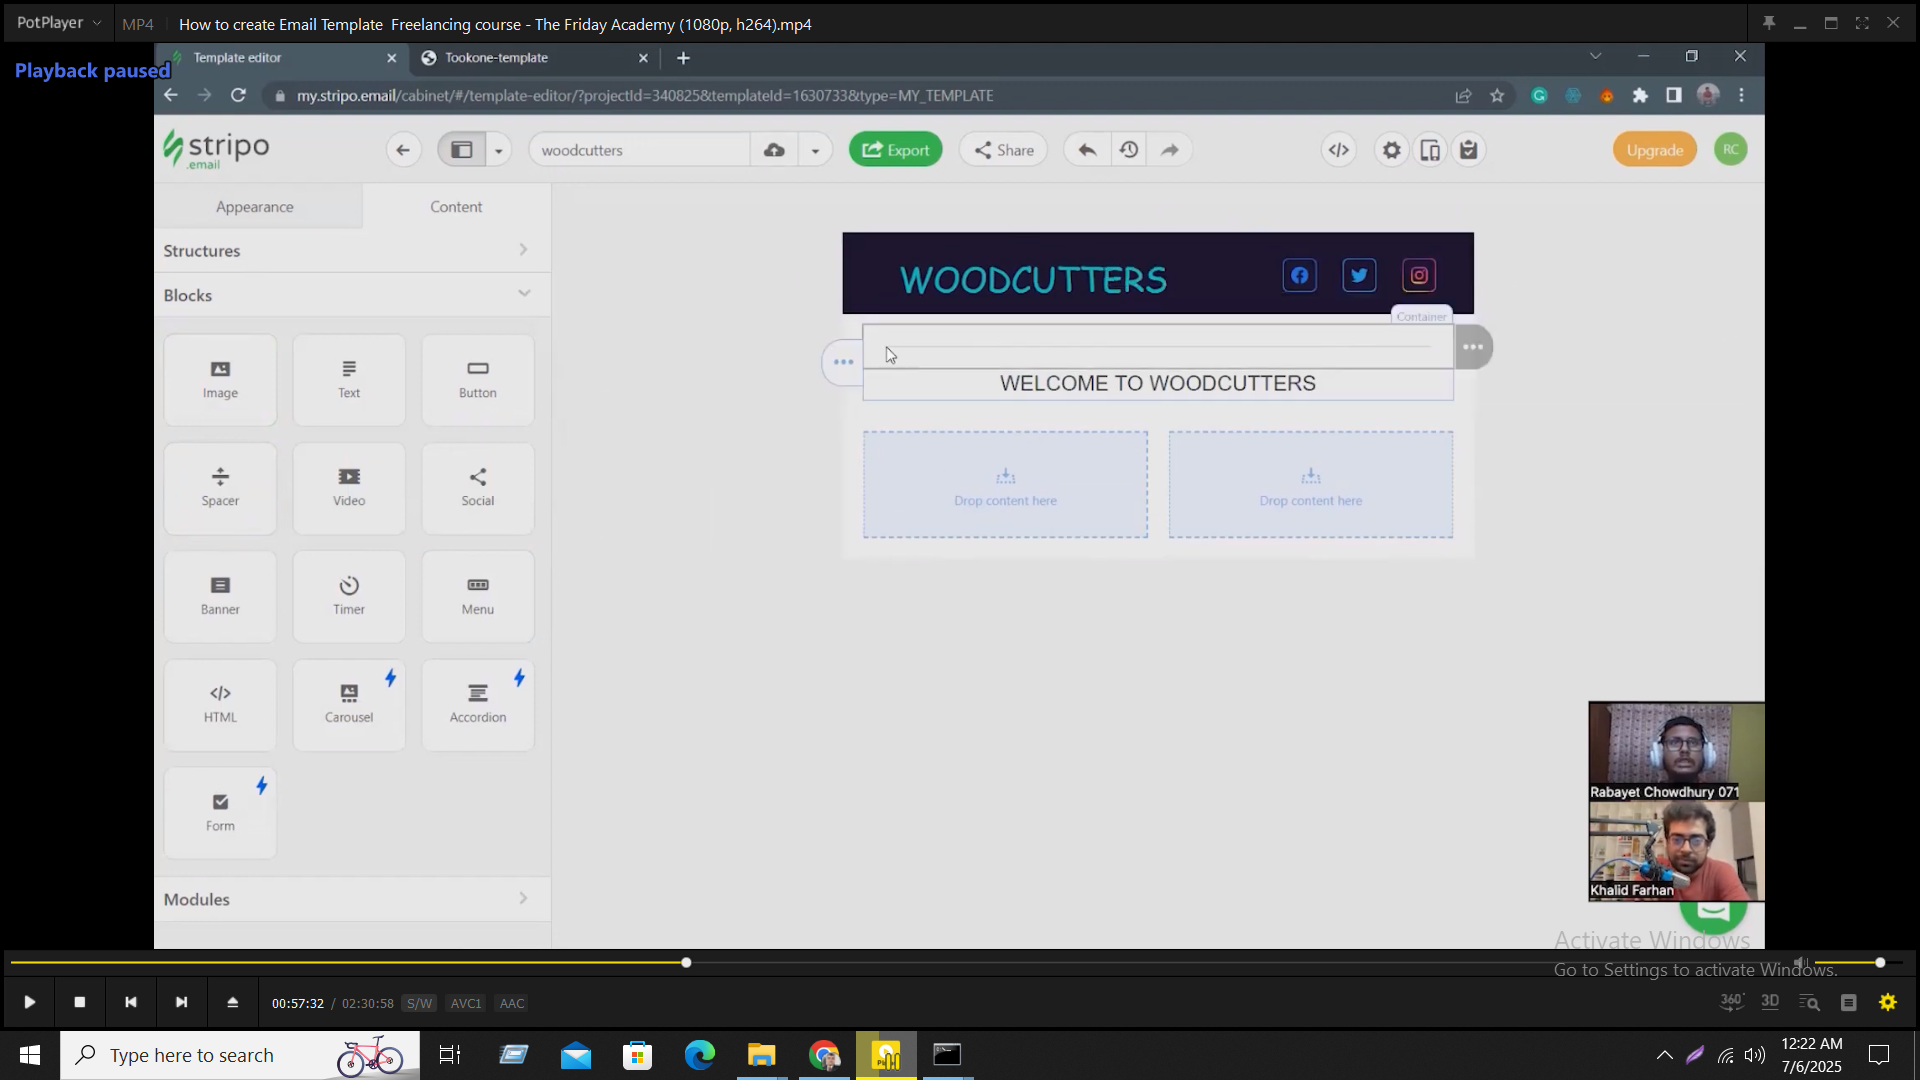 PotPlayer
MP4
How to create Email Template  Freelancing course - The Friday Academy (1080p, h264).mp4
Playback paused
Template editor
Tookone-template
my.stripo.email/cabinet/#/template-editor/?projectId=340825&templateId=1630733&type=MY_TEMPLATE
stripo
.email
woodcutters
Export
Share
Upgrade
RC
Appearance
Content
Structures
Blocks
Image
Text
Button
Spacer
Video
Social
Banner
Timer
Menu
HTML
Carousel
Accordion
Form
Modules
WOODCUTTERS
Container
WELCOME TO WOODCUTTERS
Drop content here
Drop content here
Rabayet Chowdhury 071
Khalid Farhan
Activate Windows
Go to Settings to activate Windows.
00:57:32 / 02:30:58 S/W AVC1 AAC
360°
3D
Type here to search
12:22 AM
7/6/2025